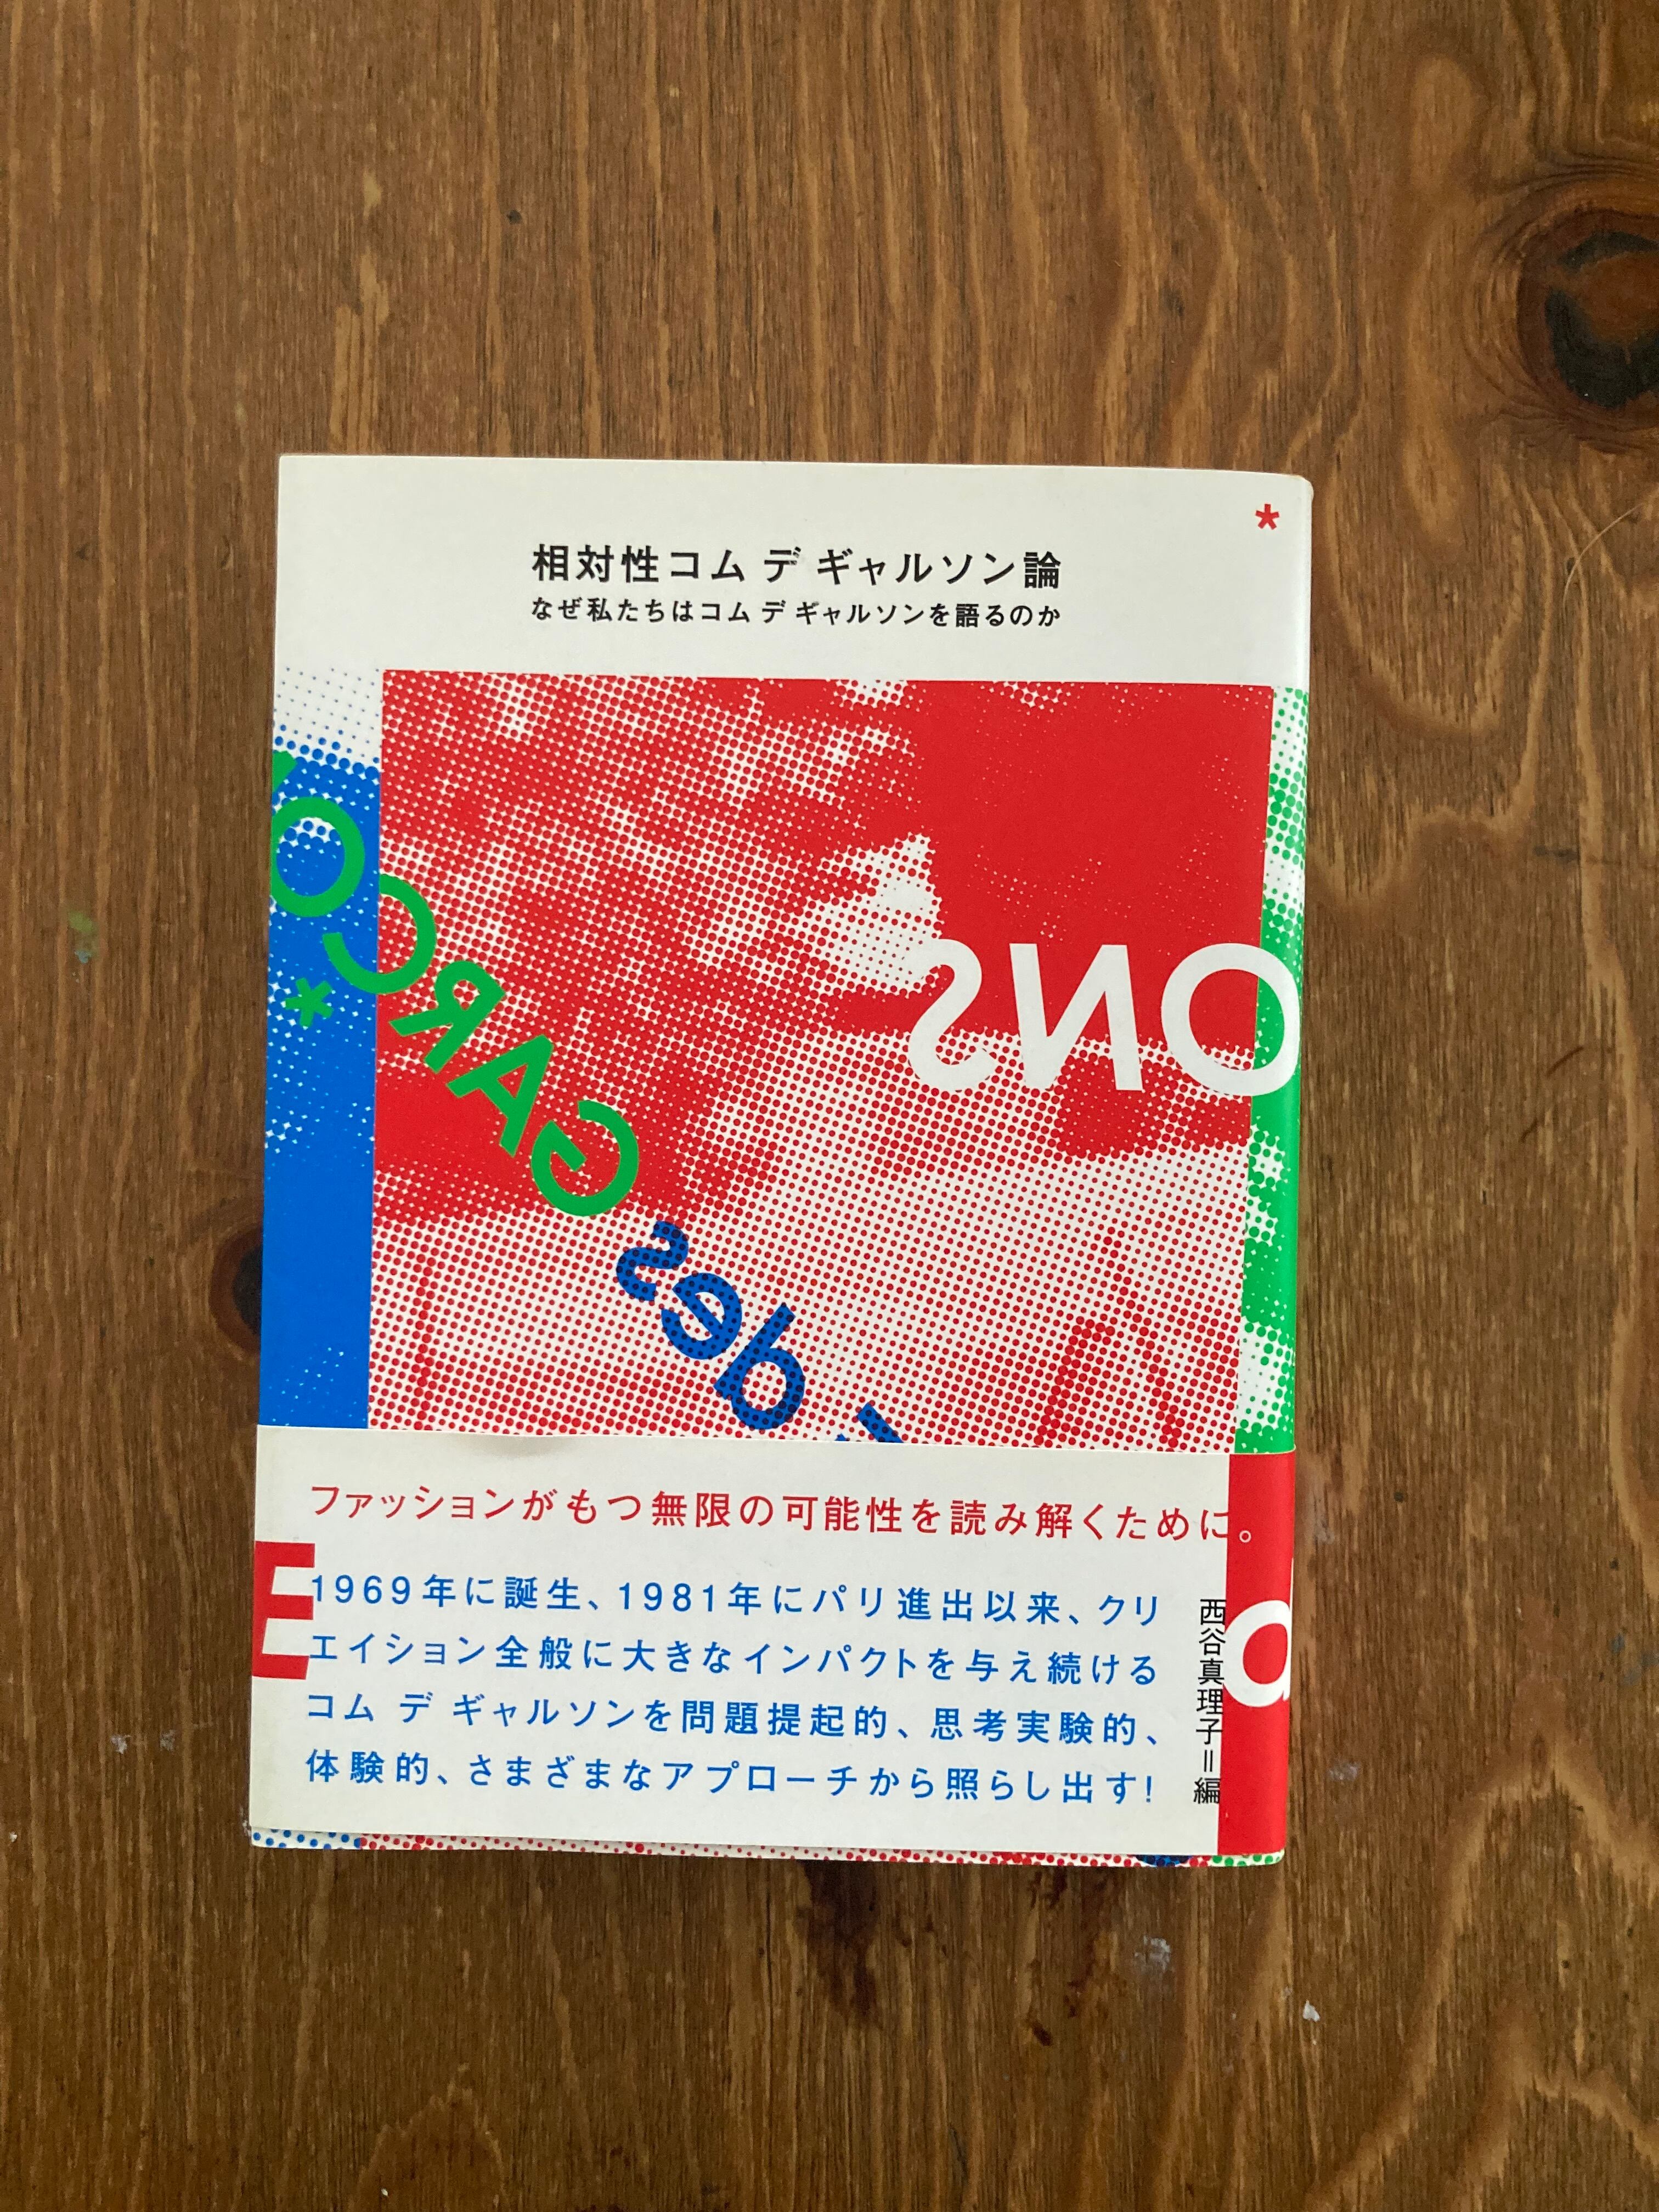 *
相対性コム デ ギャルソン論
なぜ私たちはコム デ ギャルソンを語るのか
ONS
GARCO
*
des
ファッションがもつ無限の可能性を読み解くために。
E
1969年に誕生、1981年にパリ進出以来、クリ
エイション全般に大きなインパクトを与え続ける
コム デ ギャルソンを問題提起的、思考実験的、
体験的、さまざまなアプローチから照らし出す!
西谷真理子=編